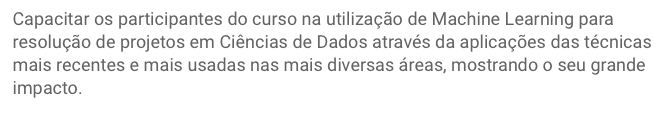 Capacitar os participantes do curso na utilização de Machine Learning para
resolução de projetos em Ciências de Dados através da aplicações das técnicas
mais recentes e mais usadas nas mais diversas áreas, mostrando o seu grande
impacto.